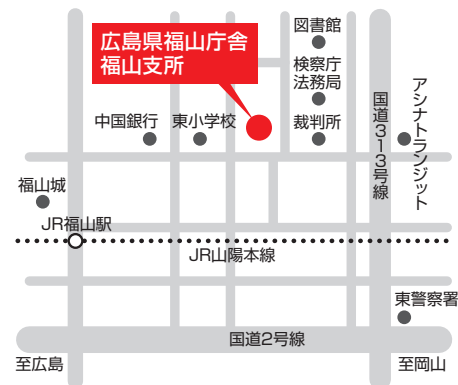 図書館
広島県福山庁舎
福山支所
検察庁
法務局
中国銀行
東小学校
裁判所
国道313号線
アシナトランジット
福山城
JR福山駅
JR山陽本線
東警察署
国道2号線
至広島
至岡山